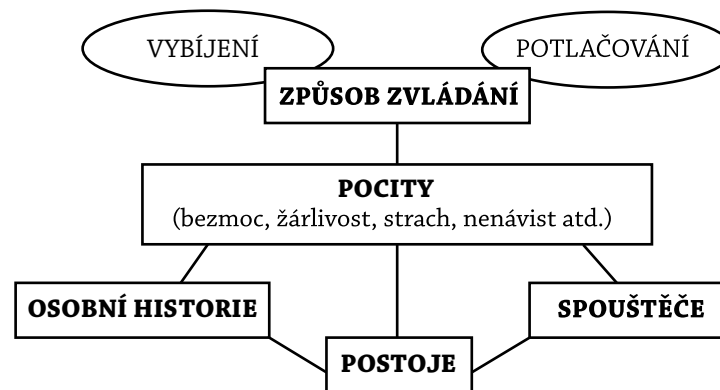 VYBÍJENÍ
POTLAČOVÁNÍ
ZPŮSOB ZVLÁDÁNÍ
POCITY
(bezmoc, žárlivost, strach, nenávist atd.)
OSOBNÍ HISTORIE
SPOUŠTĚČE
POSTOJE